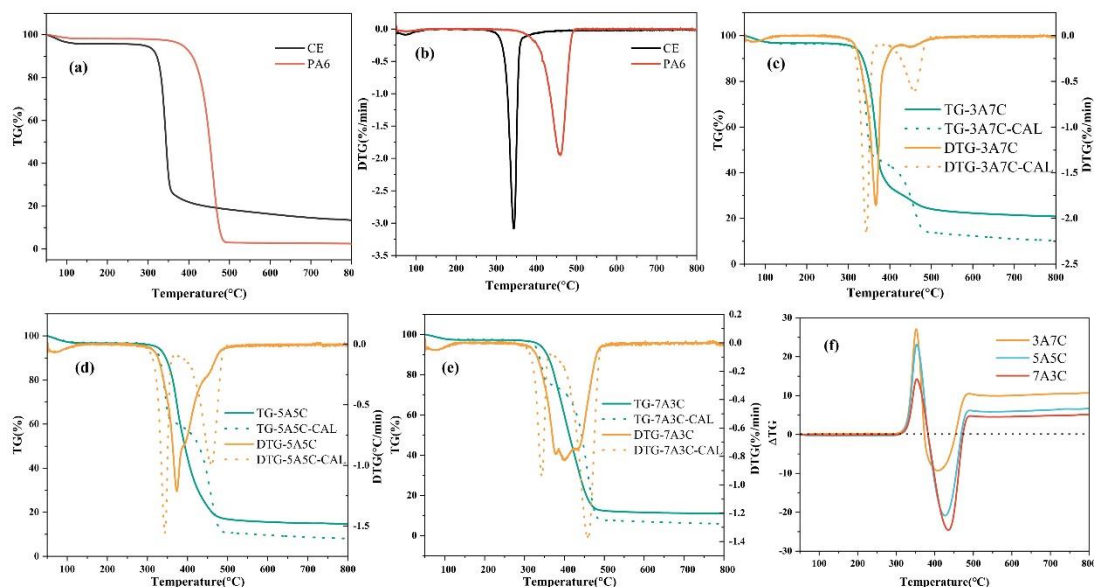 100
80
60
40
20
0
TG(%)
(a)
CE
PA6
100 200 300 400 500 600 700 800
Temperature(°C)
0.0
-0.5
-1.0
-1.5
-2.0
-2.5
-3.0
-3.5
DTG(%/min)
(b)
CE
PA6
100 200 300 400 500 600 700 800
Temperature(°C)
100
80
60
40
20
0
TG(%)
(c)
TG-3A7C
TG-3A7C-CAL
DTG-3A7C
DTG-3A7C-CAL
0.0
-0.5
-1.0
-1.5
-2.0
-2.5
DTG(%/min)
100 200 300 400 500 600 700 800
Temperature(°C)
100
80
60
40
20
0
TG(%)
(d)
TG-5A5C
TG-5A5C-CAL
DTG-5A5C
DTG-5A5C-CAL
0.0
-0.5
-1.0
-1.5
DTG(°C/min)
100 200 300 400 500 600 700 800
Temperature(°C)
100
90
80
70
60
50
40
30
20
10
0
TG(%)
(e)
TG-7A3C
TG-7A3C-CAL
DTG-7A3C
DTG-7A3C-CAL
0.2
0.0
-0.2
-0.4
-0.6
-0.8
-1.0
-1.2
-1.4
DTG(%/min)
100 200 300 400 500 600 700 800
Temperature(°C)
30
20
10
0
-10
-20
-30
ΔTG
(f)
3A7C
5A5C
7A3C
100 200 300 400 500 600 700 800
Temperature(°C)